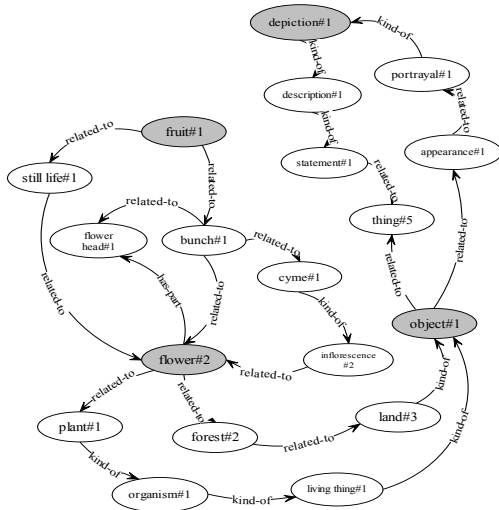 depiction#1
kind-of
kind-of
portrayal#1
description#1
kind-of
related-to
fruit#1
related-to
statement#1
appearance#1
related-to
still life#1
related-to
related-to
thing#5
flower
head#1
bunch#1
related-to
cyme#1
related-to
related-to
has-part
related-to
related-to
kind-of
object#1
flower#2
related-to
inflorescence
#2
related-to
related-to
kind-of
plant#1
forest#2
related-to
land#3
kind-of
kind-of
organism#1
kind-of
living thing#1